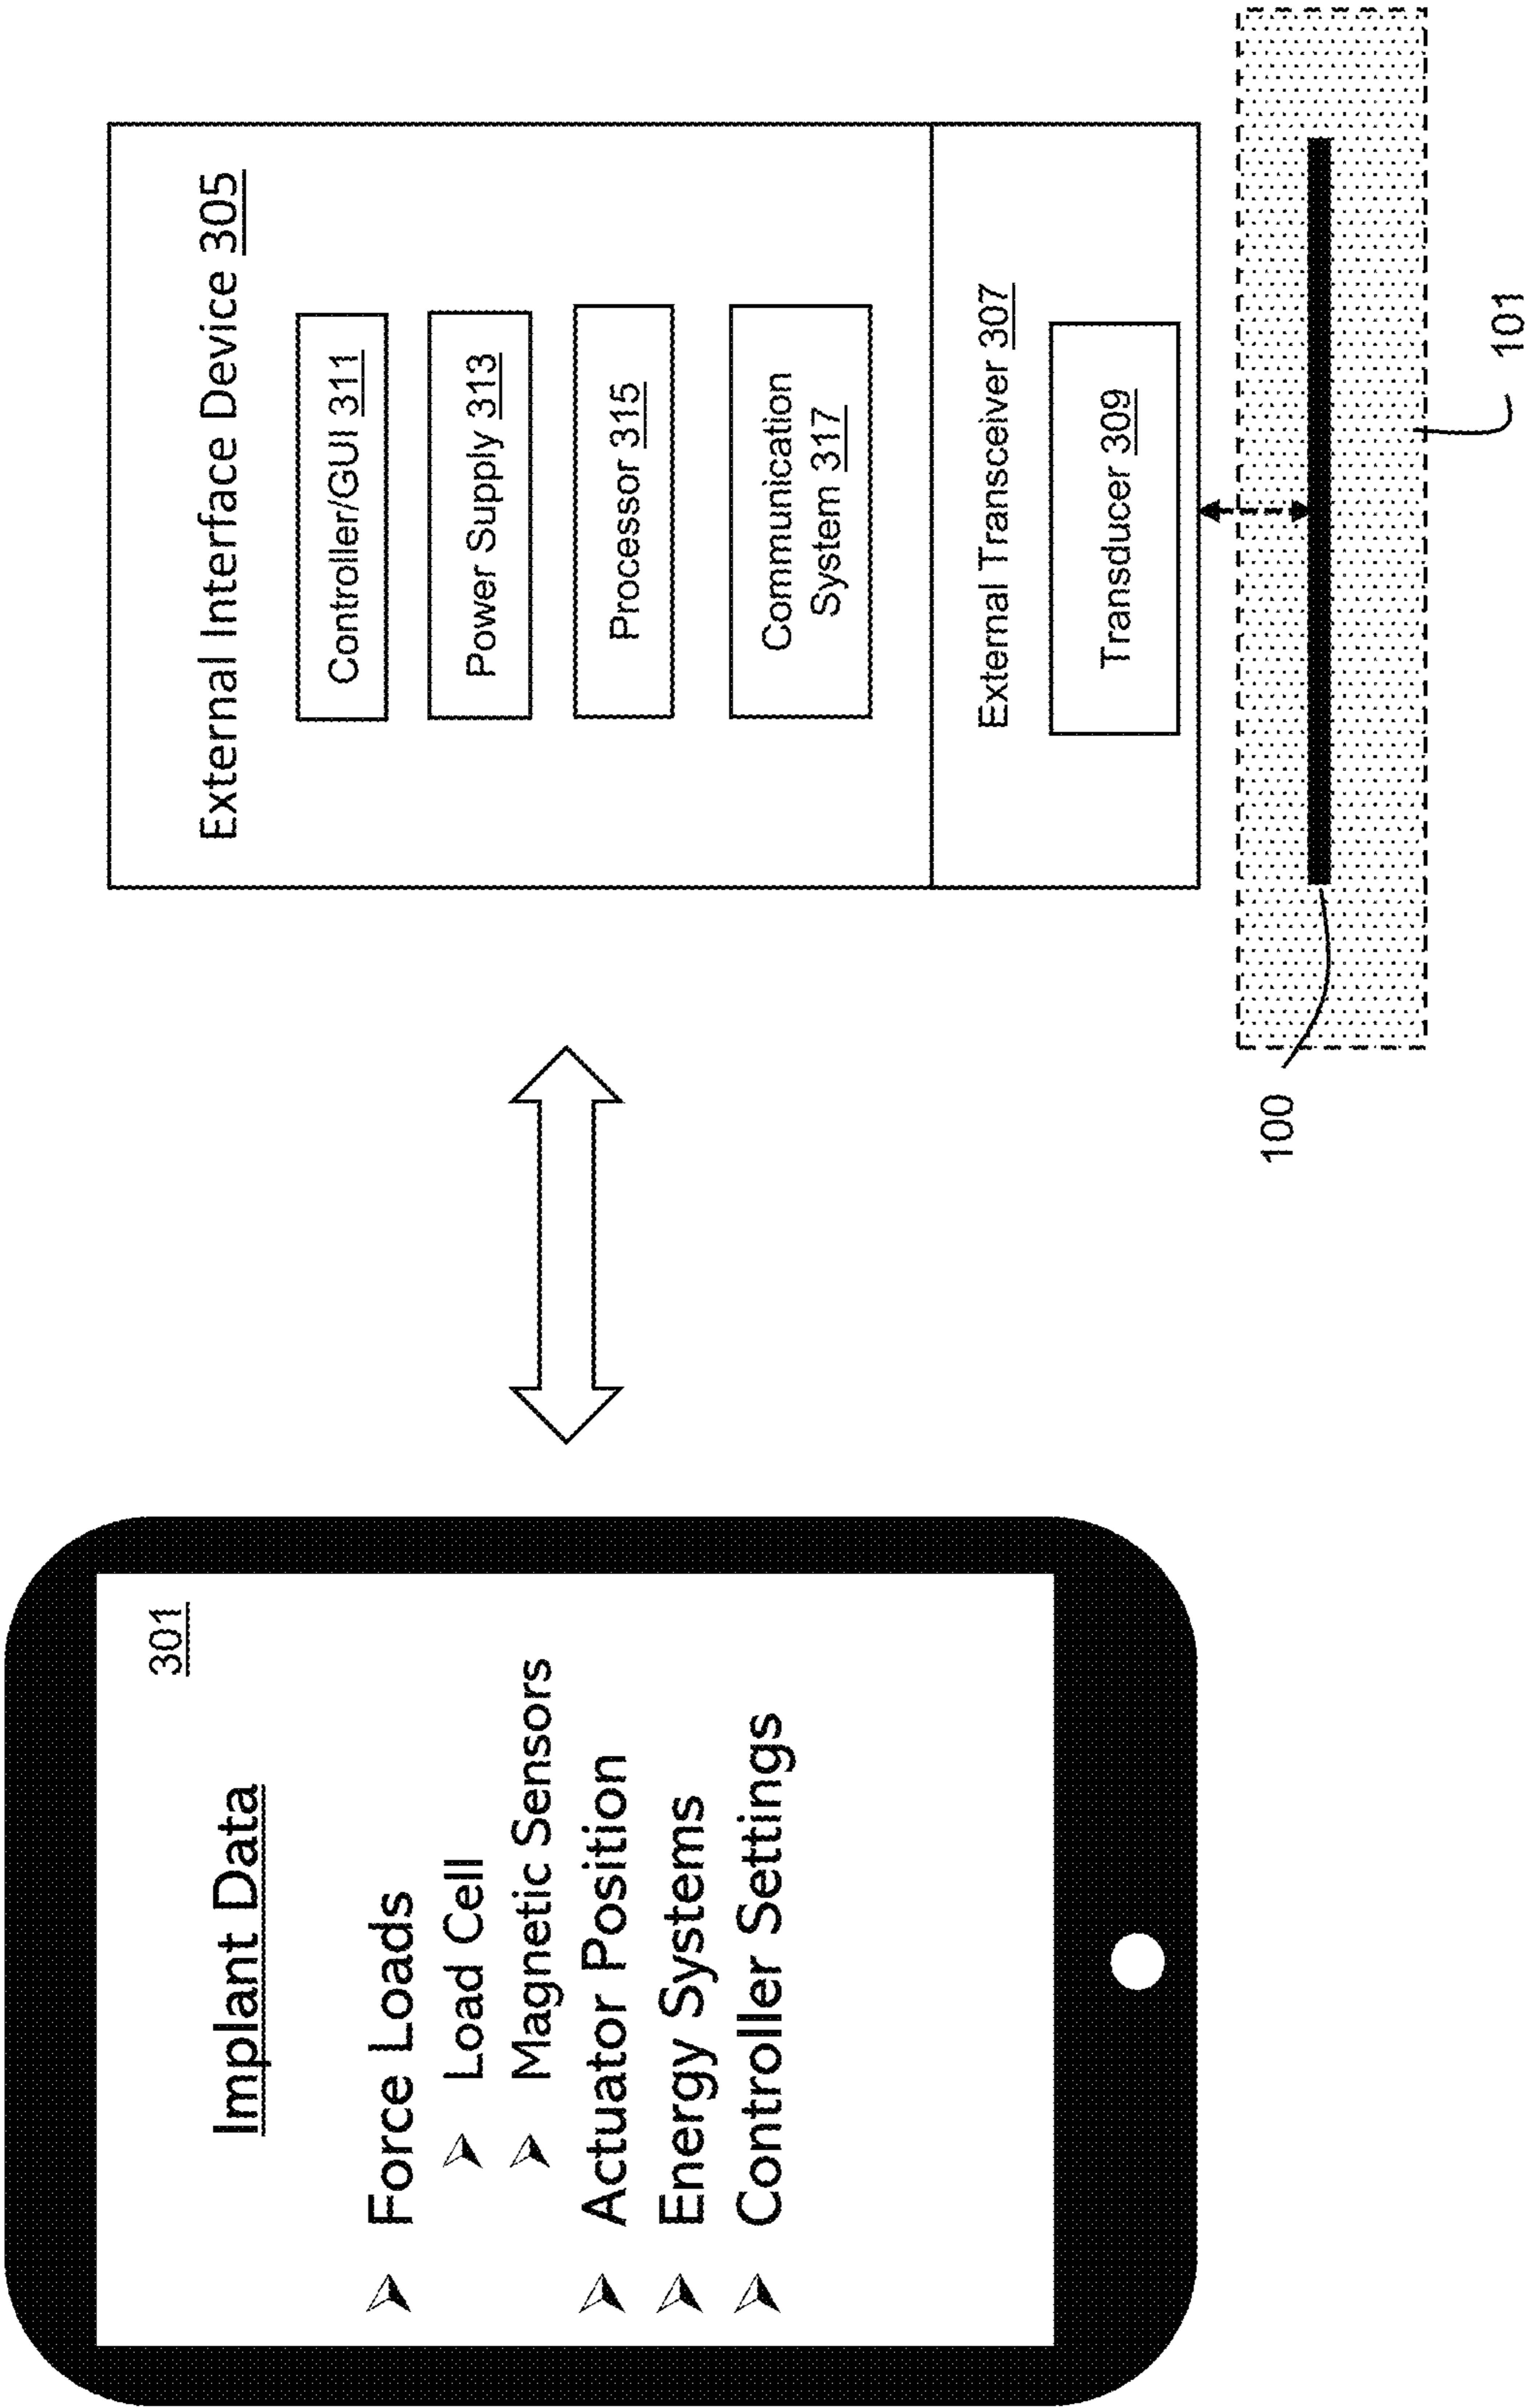 301
Implant Data
➤ Force Loads
➤ Load Cell
➤ Magnetic Sensors
➤ Actuator Position
➤ Energy Systems
➤ Controller Settings
External Interface Device 305
Controller/GUI 311
Power Supply 313
Processor 315
Communication
System 317
External Transceiver 307
Transducer 309
100
101